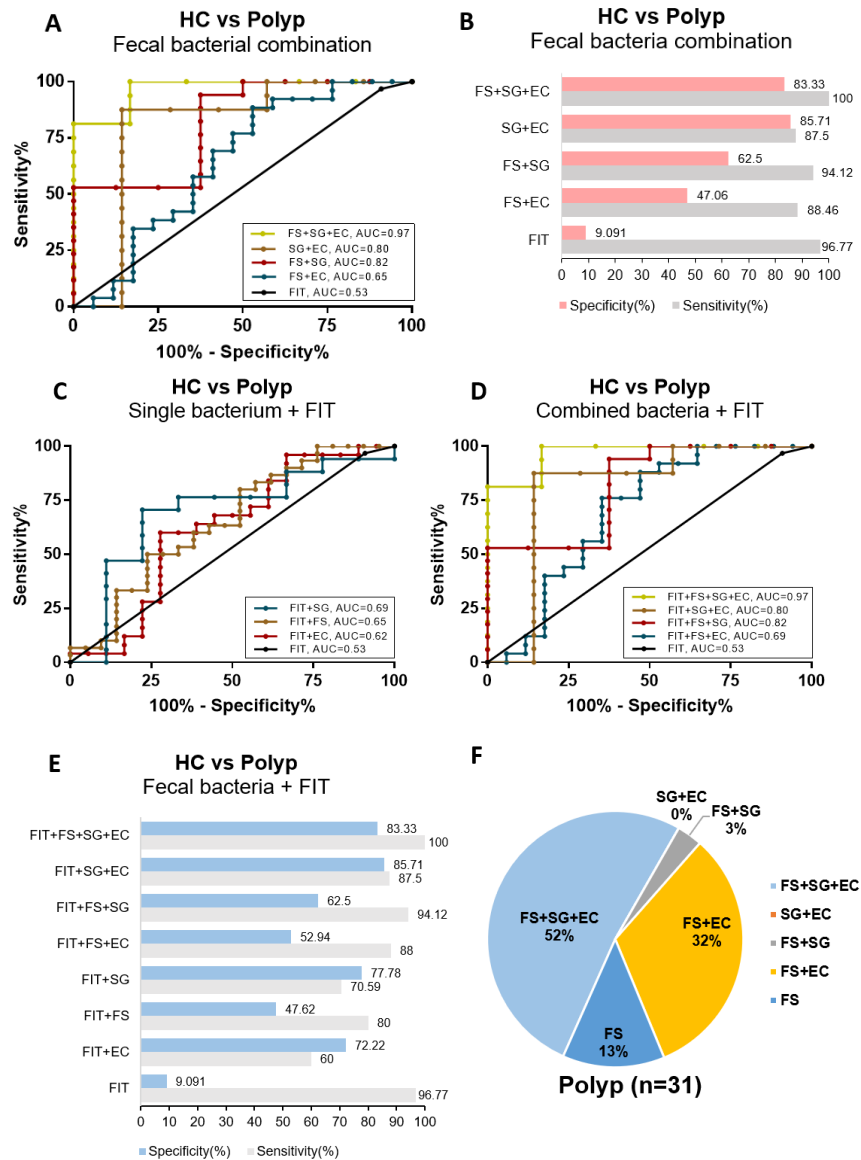 A
HC vs Polyp
Fecal bacterial combination
Sensitivity%
100
75
50
25
0
0 25 50 75 100
100% - Specificity%
FS+SG+EC, AUC=0.97
SG+EC, AUC=0.80
FS+SG, AUC=0.82
FS+EC, AUC=0.65
FIT, AUC=0.53
B
HC vs Polyp
Fecal bacteria combination
FS+SG+EC
83.33
100
SG+EC
85.71
87.5
FS+SG
62.5
94.12
FS+EC
47.06
88.46
FIT
9.091
96.77
0 10 20 30 40 50 60 70 80 90 100
Specificity(%) Sensitivity(%)
C
HC vs Polyp
Single bacterium + FIT
Sensitivity%
100
75
50
25
0
0 25 50 75 100
100% - Specificity%
FIT+SG, AUC=0.69
FIT+FS, AUC=0.65
FIT+EC, AUC=0.62
FIT, AUC=0.53
D
HC vs Polyp
Combined bacteria + FIT
Sensitivity%
100
75
50
25
0
0 25 50 75 100
100% - Specificity%
FIT+FS+SG+EC, AUC=0.97
FIT+SG+EC, AUC=0.80
FIT+FS+SG, AUC=0.82
FIT+FS+EC, AUC=0.69
FIT, AUC=0.53
E
HC vs Polyp
Fecal bacteria + FIT
FIT+FS+SG+EC
83.33
100
FIT+SG+EC
85.71
87.5
FIT+FS+SG
62.5
94.12
FIT+FS+EC
52.94
88
FIT+SG
77.78
70.59
FIT+FS
47.62
80
FIT+EC
72.22
60
FIT
9.091
96.77
0 10 20 30 40 50 60 70 80 90 100
Specificity(%) Sensitivity(%)
F
SG+EC
0%
FS+SG
3%
FS+SG+EC
52%
FS+EC
32%
FS
13%
Polyp (n=31)
FS+SG+EC
SG+EC
FS+SG
FS+EC
FS